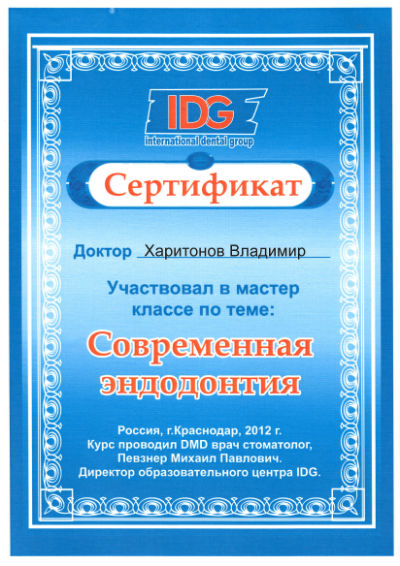 IDG
international dental group
Сертификат
Доктор Харитонов Владимир
Участвовал в мастер
классе по теме:
Современная
эндодонтия
Россия, г.Краснодар, 2012 г.
Курс проводил DMD врач стоматолог,
Певзнер Михаил Павлович.
Директор образовательного центра IDG.